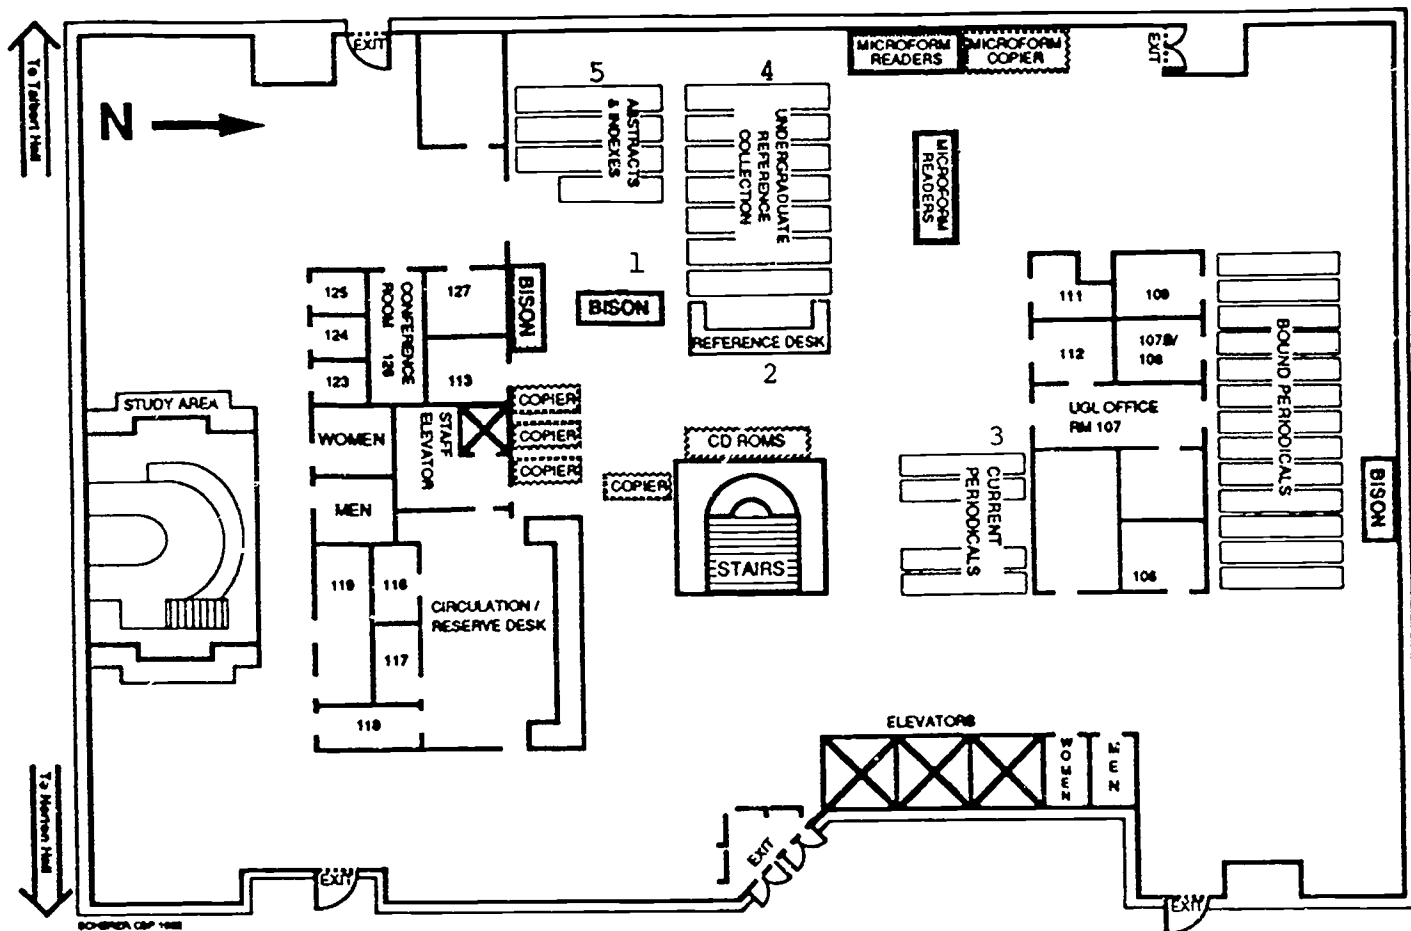 EXIT
MICROFORM
READERS
MICROFORM
COPIER
EXIT
To Talbert Hall
N
5
4
ABSTRACTS
& INDEXES
UNDERGRADUATE
REFERENCE
COLLECTION
MICROFORM
READERS
1
BISON
BISON
REFERENCE DESK
2
125
124
123
CONFERENCE
ROOM 126
127
113
111
109
112
107B/
108
UGL OFFICE
RM 107
BOUND PERIODICALS
BISON
STUDY AREA
WOMEN
MEN
STAFF
ELEVATOR
COPIER
COPIER
COPIER
COPIER
CD ROMS
STAIRS
3
CURRENT
PERIODICALS
106
119
116
117
118
CIRCULATION /
RESERVE DESK
ELEVATORS
WOMEN
MEN
To Norton Hall
EXIT
EXIT
EXIT